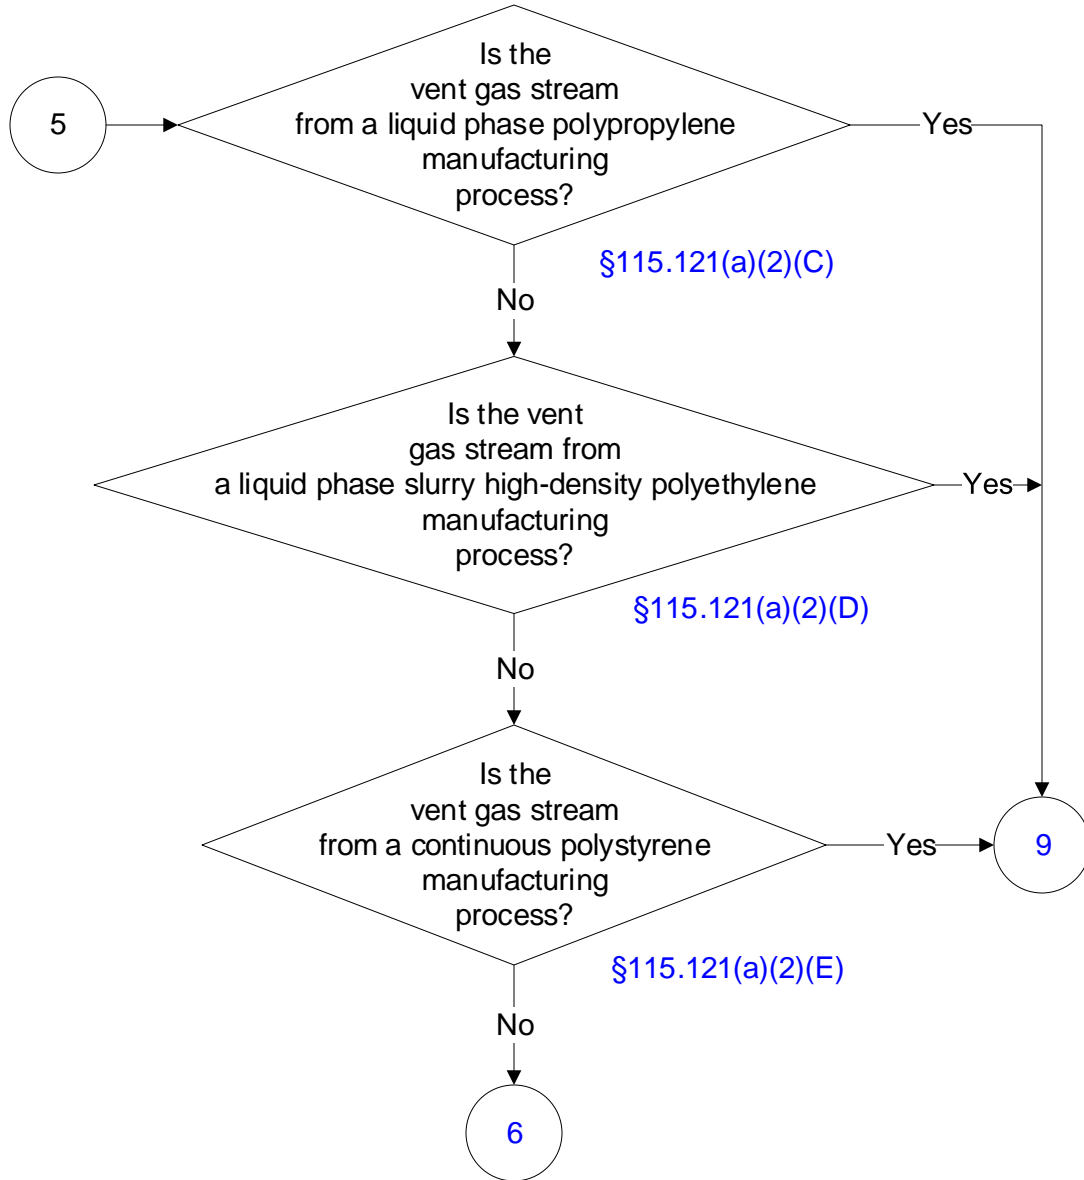 5
Is the
vent gas stream
from a liquid phase polypropylene
manufacturing
process?
Yes
§115.121(a)(2)(C)
No
Is the vent
gas stream from
a liquid phase slurry high-density polyethylene
manufacturing
process?
Yes
§115.121(a)(2)(D)
No
Is the
vent gas stream
from a continuous polystyrene
manufacturing
process?
Yes
9
§115.121(a)(2)(E)
No
6